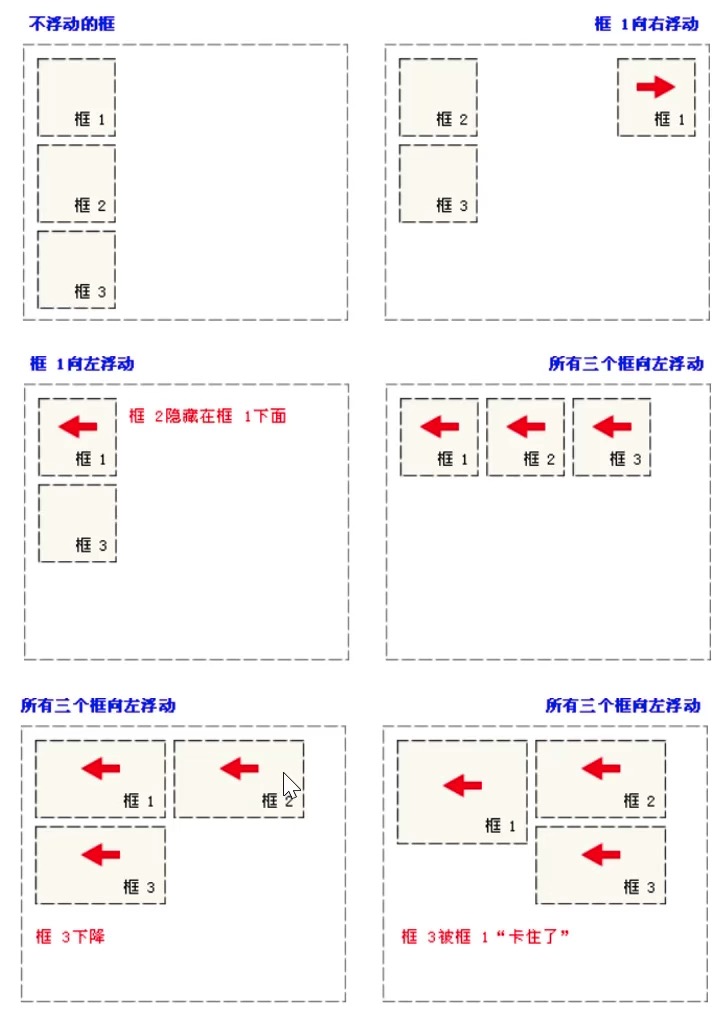 不浮动的框
框 1向右浮动
框 1
框 2
框 3
框 2
框 1
框 3
框 1向左浮动
所有三个框向左浮动
框 2隐藏在框 1下面
框 1
框 3
框 1
框 2
框 3
所有三个框向左浮动
所有三个框向左浮动
框 1
框 2
框 3
框 3下降
框 1
框 2
框 3
框 3被框 1“卡住了”